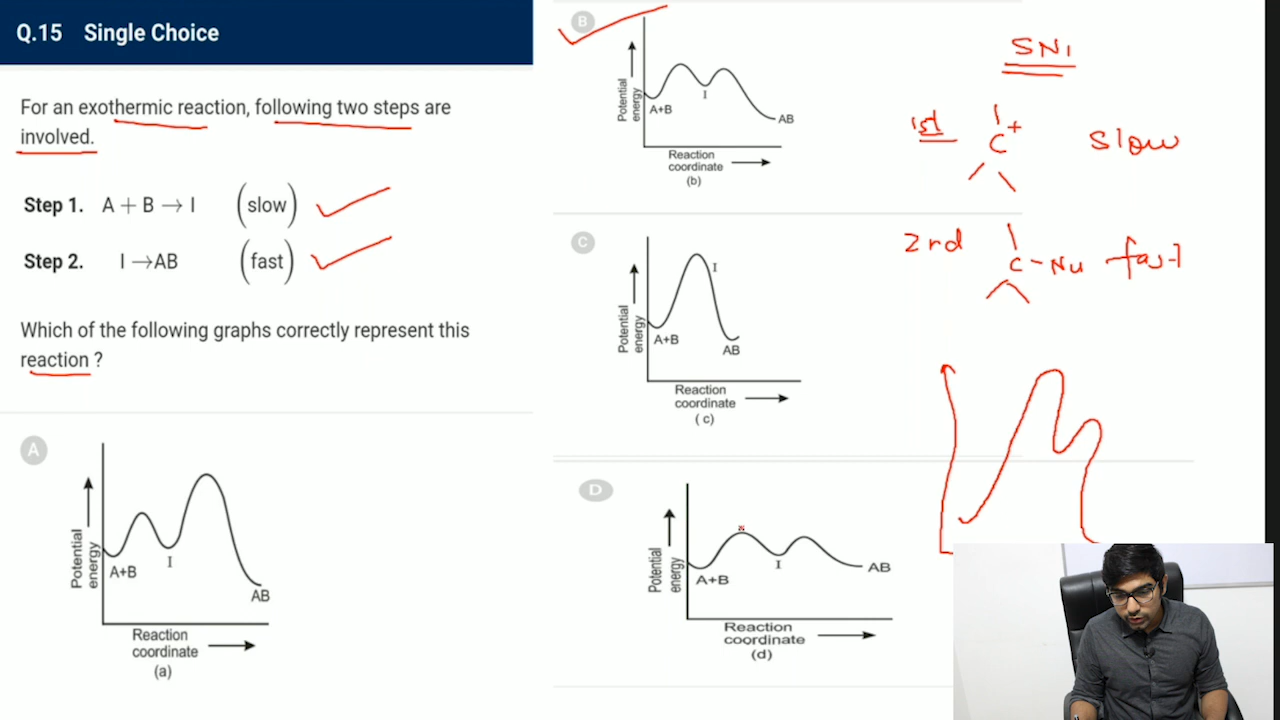 Q.15 Single Choice
For an exothermic reaction, following two steps are
involved.
Step 1. A + B → I (slow)
Step 2. I → AB (fast)
Which of the following graphs correctly represent this
reaction ?
A
Potential
energy
A+B
I
AB
Reaction
coordinate
(a)
B
Potential
energy
A+B
I
AB
Reaction
coordinate
(b)
C
Potential
energy
A+B
I
AB
Reaction
coordinate
(c)
D
Potential
energy
A+B
I
AB
Reaction
coordinate
(d)
SN1
1st C+ slow
2nd C-Nu fast